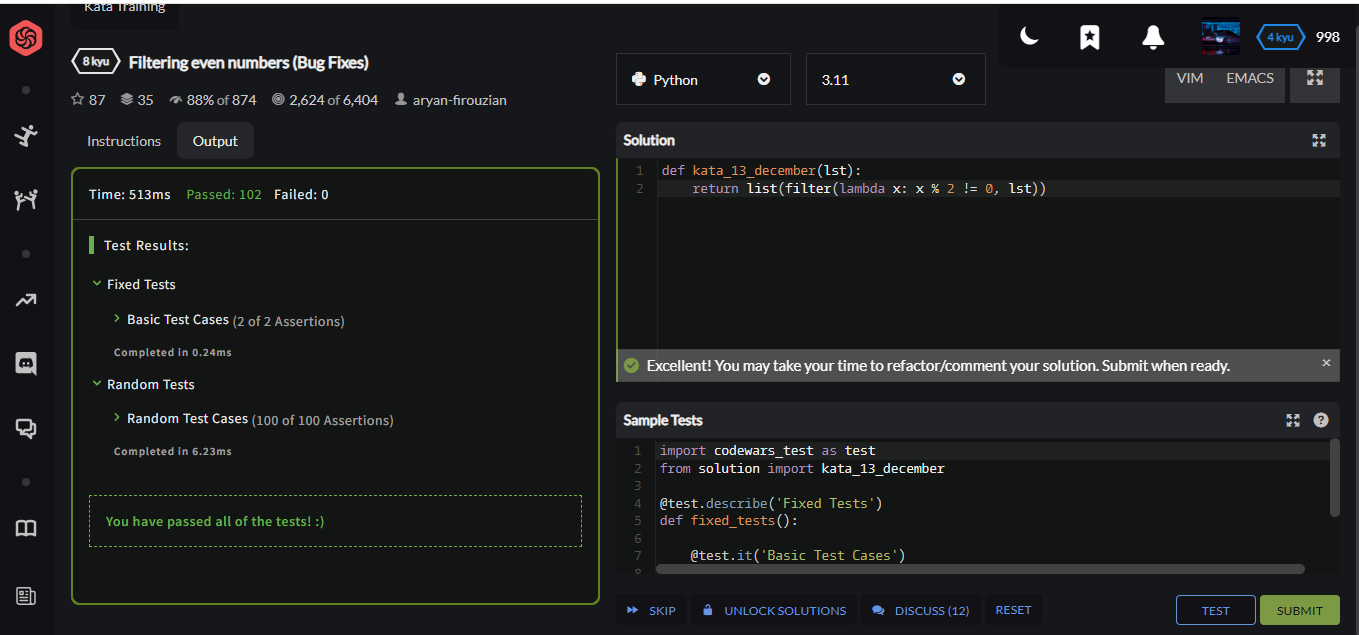 Kata Training
8 kyu Filtering even numbers (Bug Fixes)
87 35 88% of 874 2,624 of 6,404 aryan-firouzian
Instructions Output
Time: 513ms Passed: 102 Failed: 0
Test Results:
Fixed Tests
Basic Test Cases (2 of 2 Assertions)
Completed in 0.24ms
Random Tests
Random Test Cases (100 of 100 Assertions)
Completed in 6.23ms
You have passed all of the tests! :)
4 kyu 998
Python 3.11 VIM EMACS
Solution
1 def kata_13_december(lst):
2 return list(filter(lambda x: x % 2 != 0, lst))
Excellent! You may take your time to refactor/comment your solution. Submit when ready. ×
Sample Tests ?
1 import codewars_test as test
2 from solution import kata_13_december
3
4 @test.describe('Fixed Tests')
5 def fixed_tests():
6
7 @test.it('Basic Test Cases')
SKIP UNLOCK SOLUTIONS DISCUSS (12) RESET TEST SUBMIT